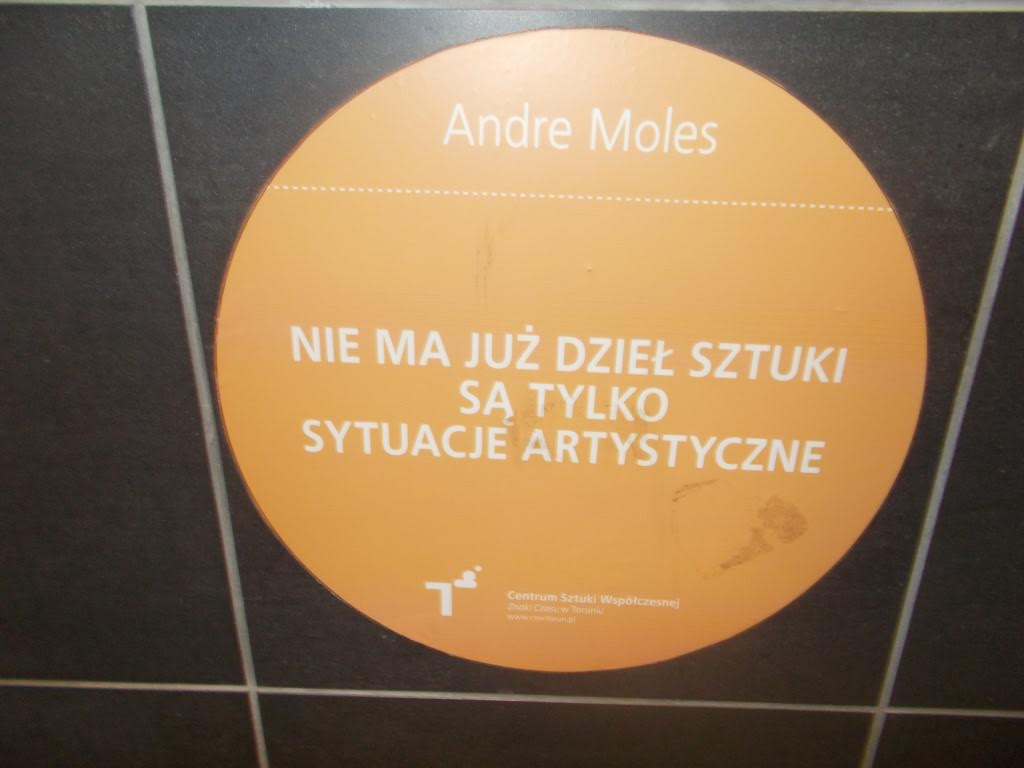 Andre Moles
NIE MA JUŻ DZIEŁ SZTUKI
SĄ TYLKO
SYTUACJE ARTYSTYCZNE
Centrum Sztuki Współczesnej
Znaki Czasu w Toruniu